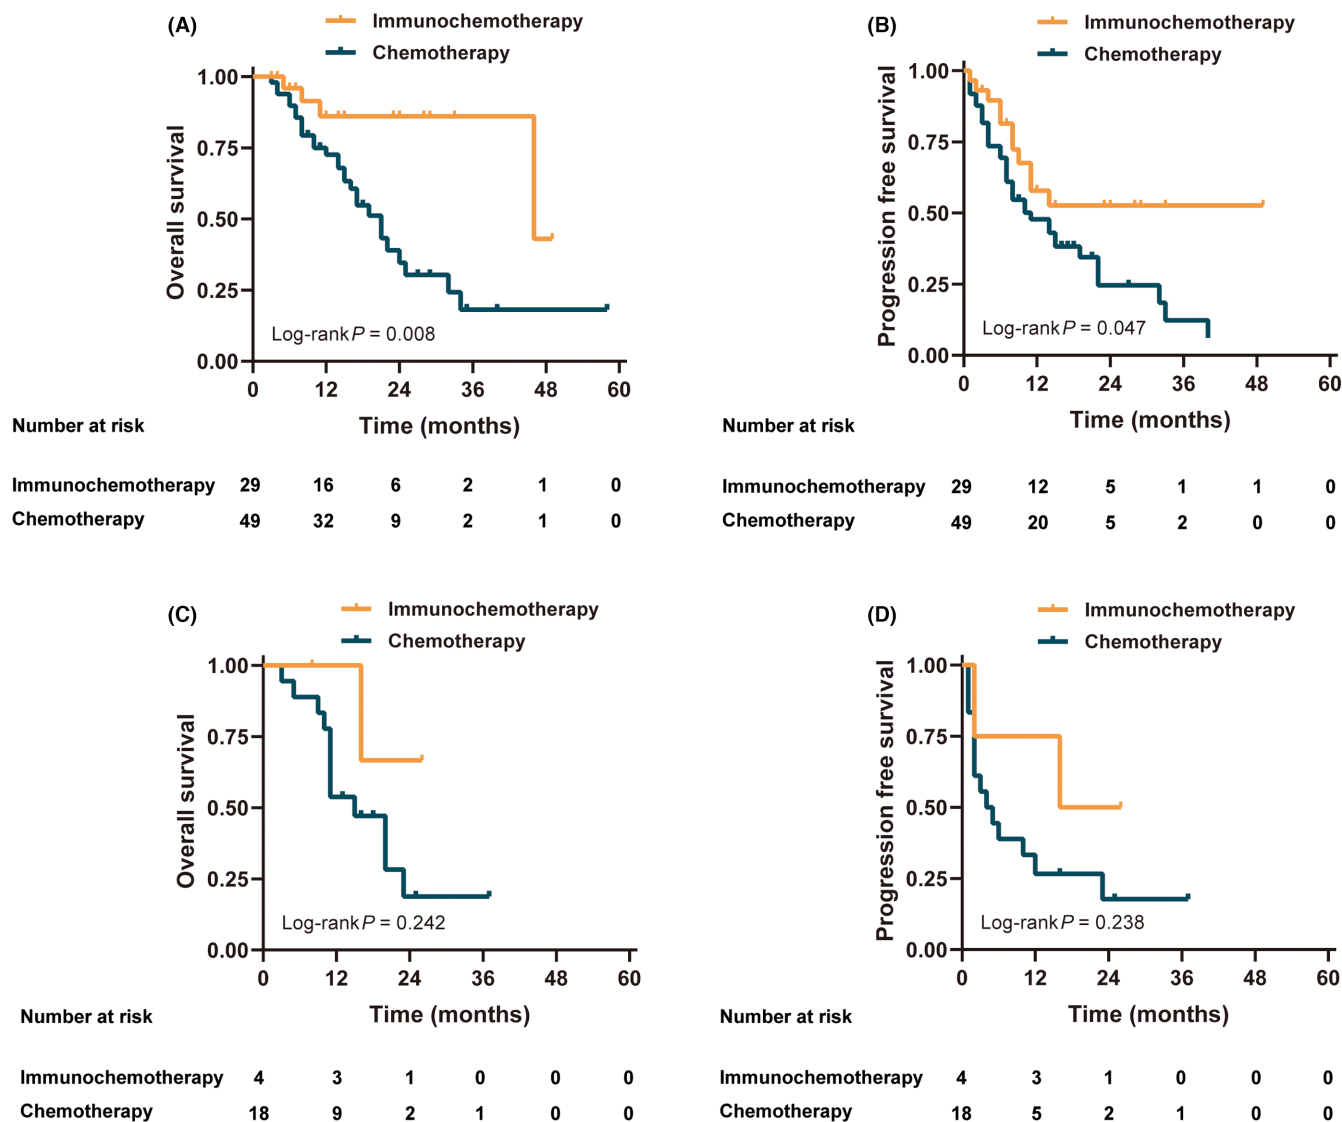 (A)
Immunochemotherapy
Chemotherapy
Overall survival
1.00
0.75
0.50
0.25
0.00
Log-rank P = 0.008
0 12 24 36 48 60
Time (months)
Number at risk
Immunochemotherapy 29 16 6 2 1 0
Chemotherapy 49 32 9 2 1 0
(B)
Immunochemotherapy
Chemotherapy
Progression free survival
1.00
0.75
0.50
0.25
0.00
Log-rank P = 0.047
0 12 24 36 48 60
Time (months)
Number at risk
Immunochemotherapy 29 12 5 1 1 0
Chemotherapy 49 20 5 2 0 0
(C)
Immunochemotherapy
Chemotherapy
Overall survival
1.00
0.75
0.50
0.25
0.00
Log-rank P = 0.242
0 12 24 36 48 60
Time (months)
Number at risk
Immunochemotherapy 4 3 1 0 0 0
Chemotherapy 18 9 2 1 0 0
(D)
Immunochemotherapy
Chemotherapy
Progression free survival
1.00
0.75
0.50
0.25
0.00
Log-rank P = 0.238
0 12 24 36 48 60
Time (months)
Number at risk
Immunochemotherapy 4 3 1 0 0 0
Chemotherapy 18 5 2 1 0 0